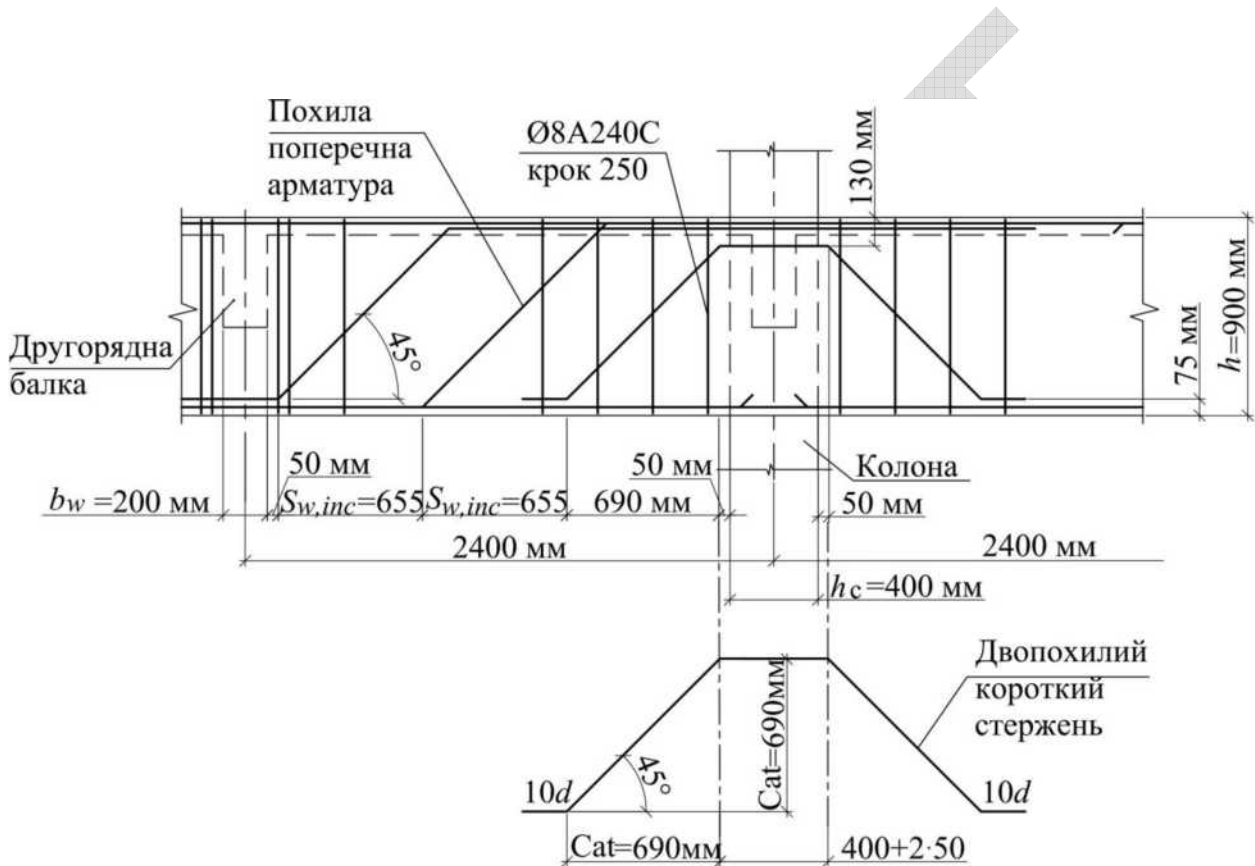 Похила
поперечна
арматура
Ø8A240C
крок 250
130 мм
Другорядна
балка
45°
75 мм
h=900 мм
50 мм
50 мм
Колона
bw =200 мм
Sw,inc=655
Sw,inc=655
690 мм
50 мм
2400 мм
2400 мм
hc=400 мм
Двопохилий
короткий
стержень
Cat=690мм
45°
10d
10d
Cat=690мм
400+2·50